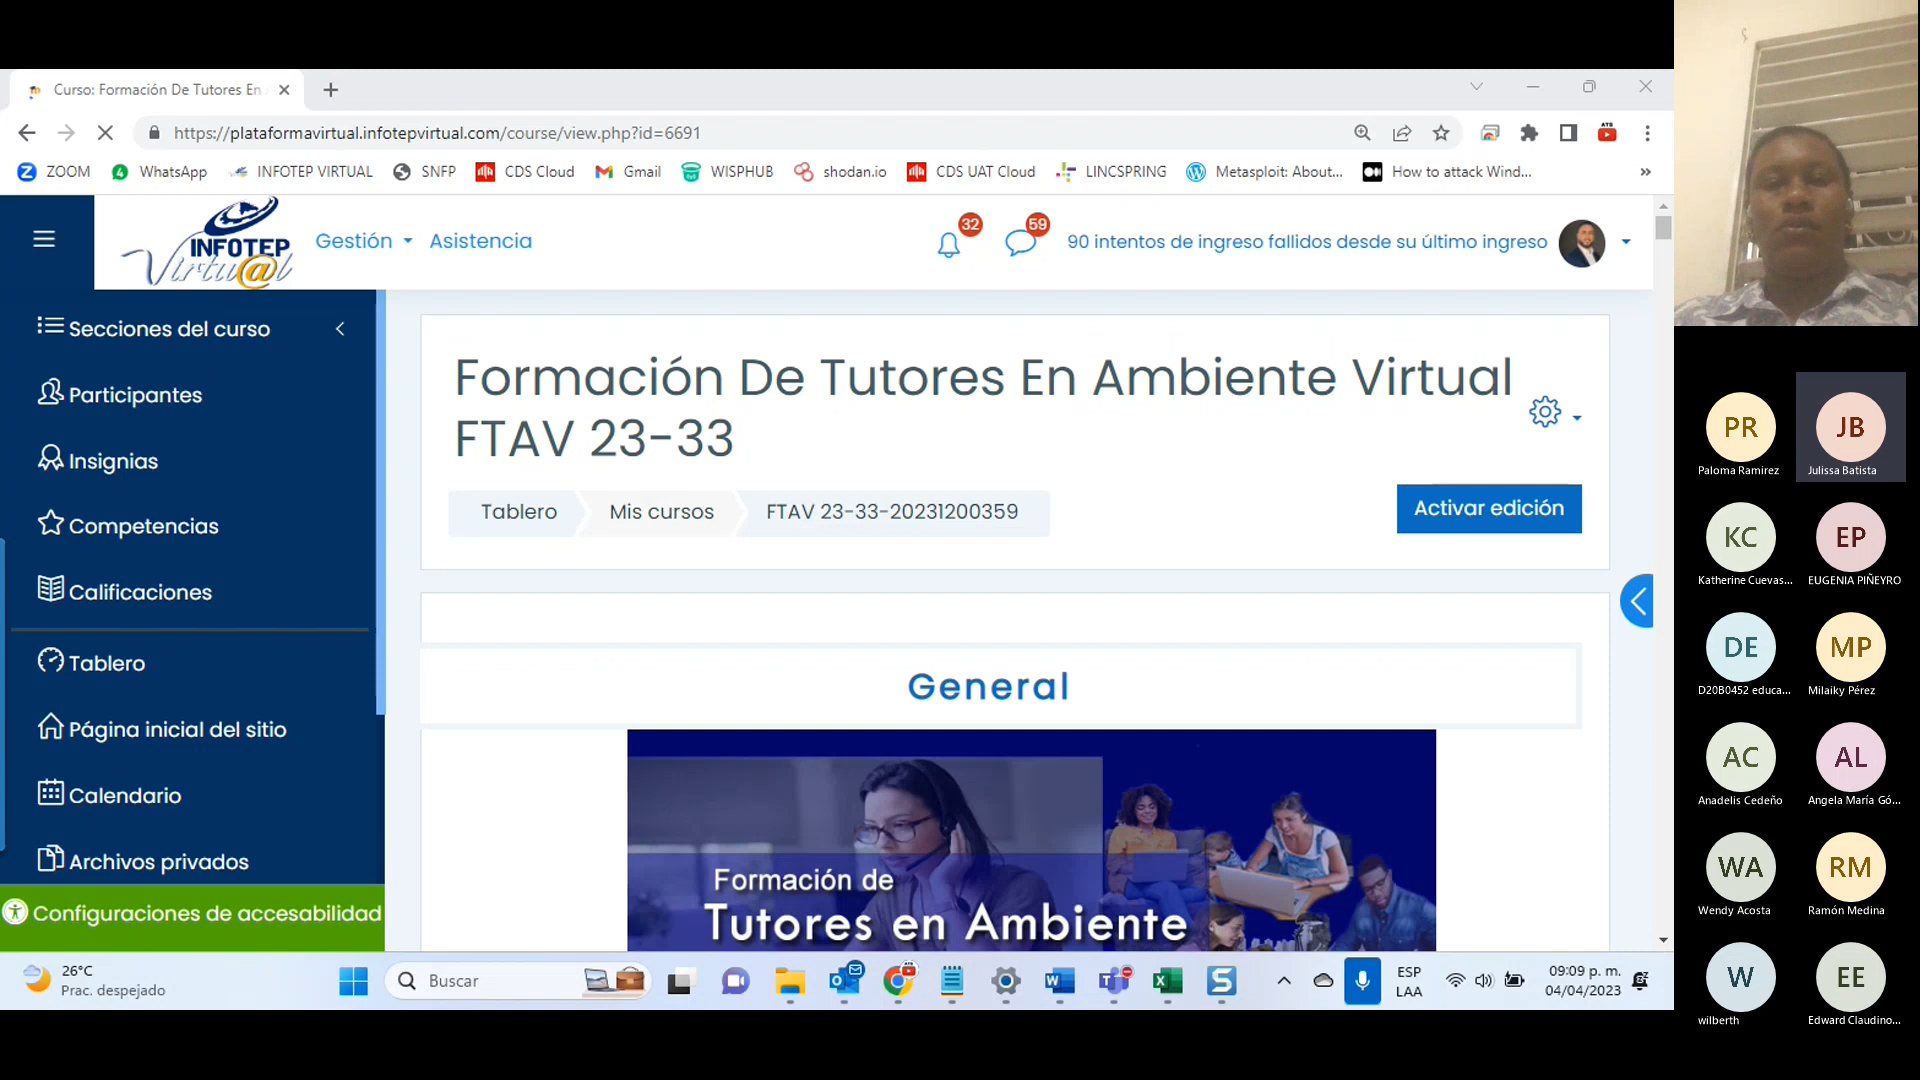 Curso: Formación De Tutores En
https://plataformavirtual.infotepvirtual.com/course/view.php?id=6691
ATS
ZOOM
WhatsApp
INFOTEP VIRTUAL
SNFP
CDS Cloud
Gmail
WISPHUB
shodan.io
CDS UAT Cloud
LINCSPRING
Metasploit: About...
How to attack Wind...
»
INFOTEP
Virtu@l
Gestión
Asistencia
32
59
90 intentos de ingreso fallidos desde su último ingreso
Secciones del curso
Participantes
Insignias
Competencias
Calificaciones
Tablero
Página inicial del sitio
Calendario
Archivos privados
Configuraciones de accesabilidad
Formación De Tutores En Ambiente Virtual
FTAV 23-33
Tablero
Mis cursos
FTAV 23-33-20231200359
Activar edición
General
Formación de
Tutores en Ambiente
26°C
Prac. despejado
Buscar
ESP
LAA
09:09 p. m.
04/04/2023
PR
Paloma Ramirez
JB
Julissa Batista
KC
Katherine Cuevas...
EP
EUGENIA PIÑEYRO
DE
D20B0452 educa...
MP
Milaiky Pérez
AC
Anadelis Cedeño
AL
Angela María Gó...
WA
Wendy Acosta
RM
Ramón Medina
W
wilberth
EE
Edward Claudino...